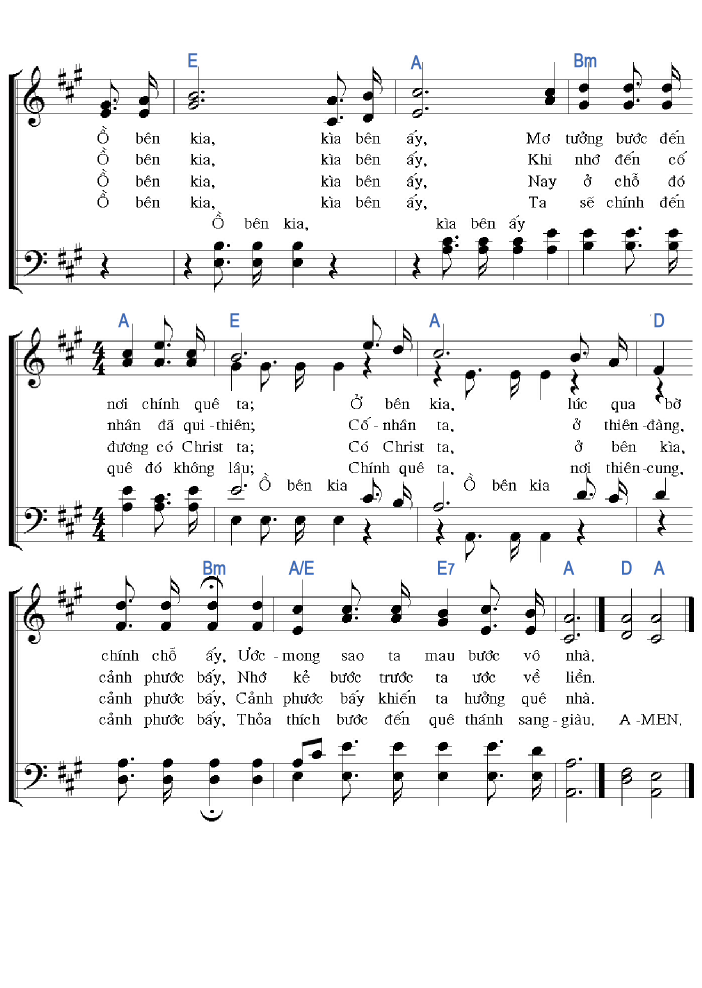 E A Bm
Ồ bên kia, kìa bên ấy, Mơ tưởng bước đến
Ồ bên kia, kìa bên ấy, Khi nhớ đến cố
Ồ bên kia, kìa bên ấy, Nay ở chỗ đó
Ồ bên kia, kìa bên ấy, Ta sẽ chính đến
Ồ bên kia, kìa bên ấy
A E A D
4 4
nơi chính quê ta; Ở bên kia, lúc qua bờ
nhân đã qui-thiên; Cố-nhân ta, ở thiên-đàng,
đương có Christ ta; Có Christ ta, ở bên kìa,
quê đó không lâu; Chính quê ta, nơi thiên-cung,
Ồ bên kia Ồ bên kia
4 4
Bm A/E E7 A D A
chính chỗ ấy, Ước-mong sao ta mau bước vô nhà.
cảnh phước bấy, Nhớ kẻ bước trước ta ước về liền.
cảnh phước bấy, Cảnh phước bấy khiến ta hưởng quê nhà.
cảnh phước bấy, Thỏa thích bước đến quê thánh sang-giàu. A-MEN.